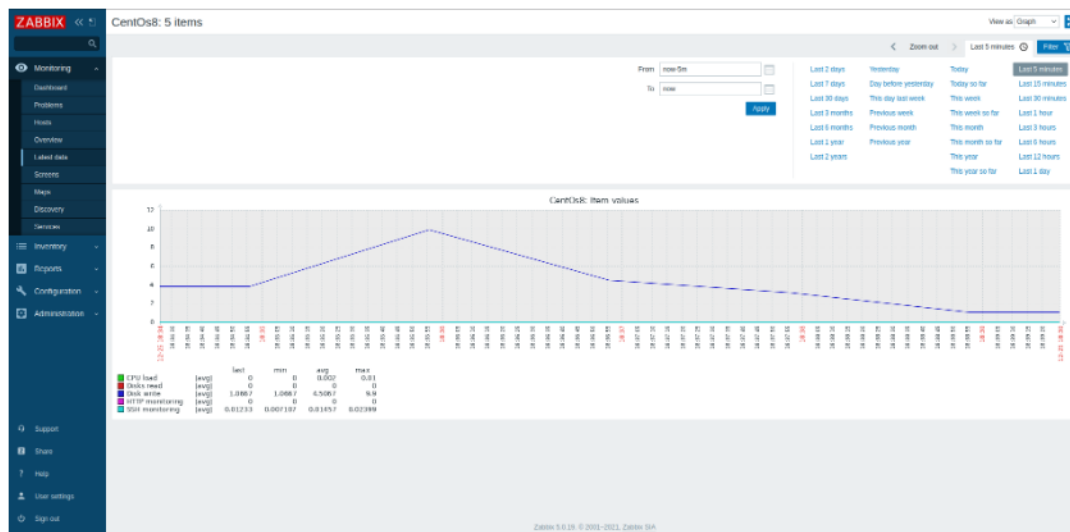 ZABBIX
CentOs8: 5 items
View as Graph
Zoom out
Last 5 minutes
Filter
Monitoring
Dashboard
Problems
Hosts
Overview
Latest data
Screens
Maps
Discovery
Services
Inventory
Reports
Configuration
Administration
Support
Share
Help
User settings
Sign out
From now-5m
To now
Apply
Last 2 days Yesterday Today Last 5 minutes
Last 7 days Day before yesterday Today so far Last 15 minutes
Last 30 days This day last week This week Last 30 minutes
Last 3 months Previous week This week so far Last 1 hour
Last 6 months Previous month This month Last 3 hours
Last 1 year Previous year This month so far Last 6 hours
Last 2 years This year Last 12 hours
This year so far Last 1 day
CentOs8: Item values
12
10
8
6
4
2
0
last min avg max
CPU load [avg] 0 0 0.002 0.01
Disks read [avg] 0 0 0 0
Disk write [avg] 1.0667 1.0667 4.5067 9.9
HTTP monitoring [avg] 0 0 0 0
SSH monitoring [avg] 0.01233 0.007107 0.01657 0.02399
Zabbix 5.0.19. © 2001–2021, Zabbix SIA